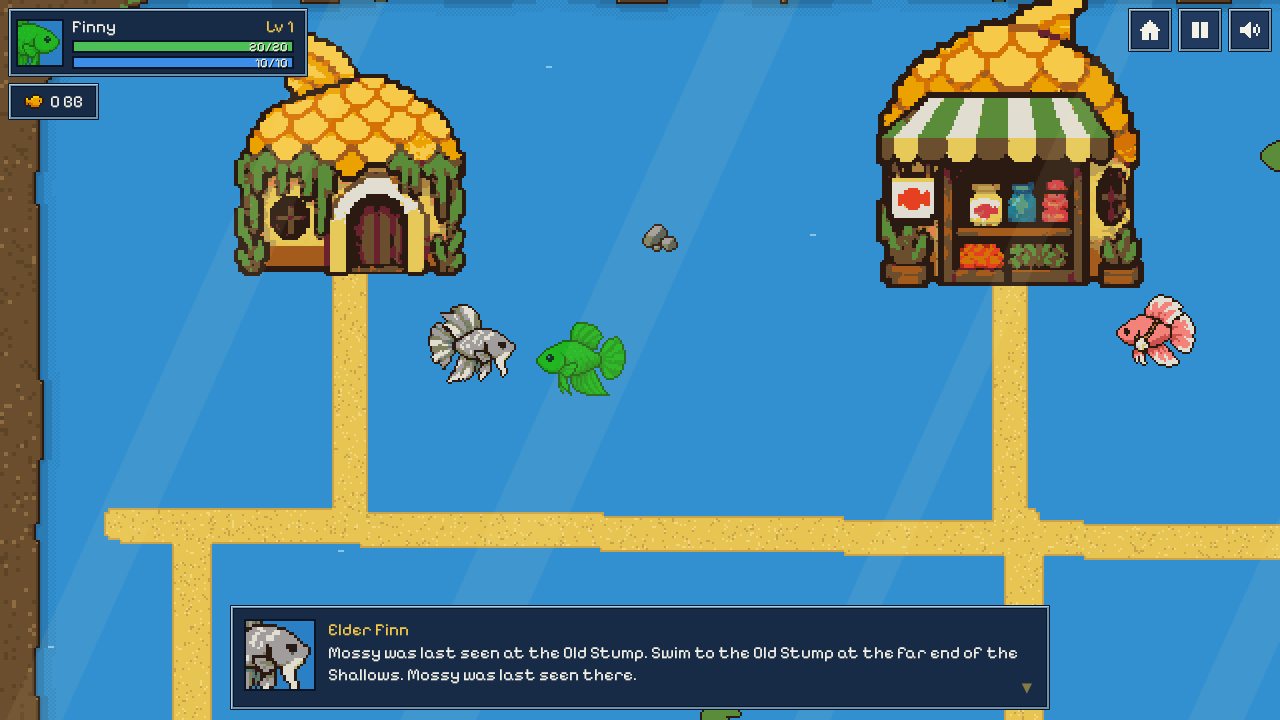 Finny Lv 1
20/20
10/10
0 GG
Elder Finn
Mossy was last seen at the Old Stump. Swim to the Old Stump at the far end of the
Shallows. Mossy was last seen there.